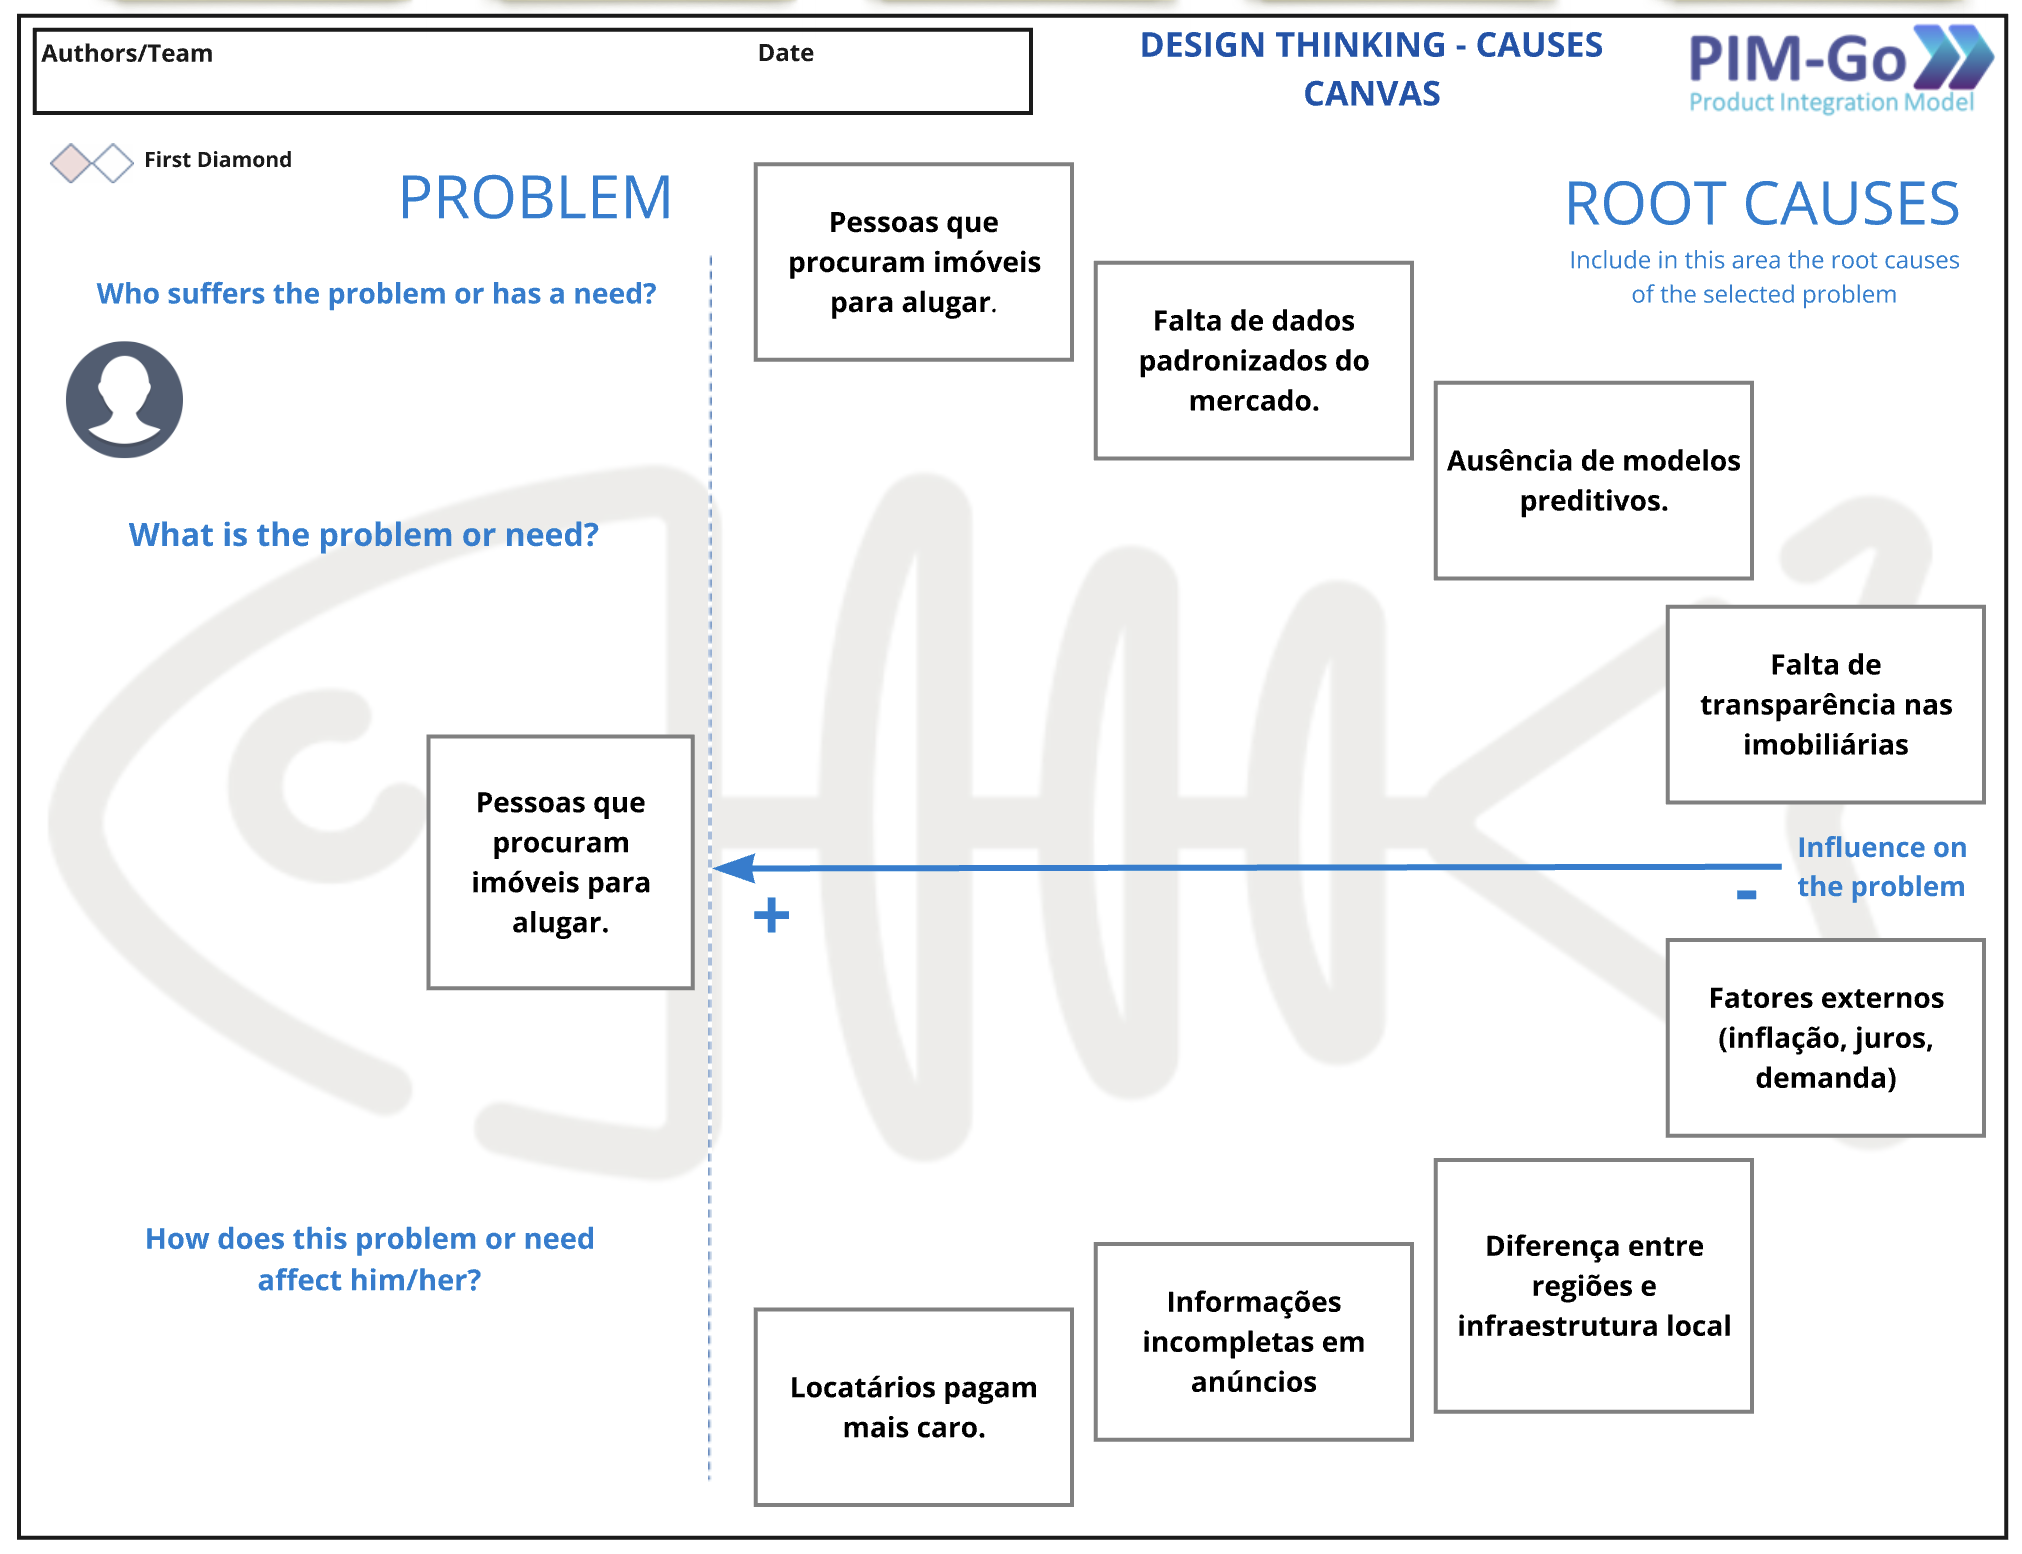 Authors/Team
Date
DESIGN THINKING - CAUSES
CANVAS
PIM-Go
Product Integration Model
First Diamond
PROBLEM
Who suffers the problem or has a need?
What is the problem or need?
Pessoas que
procuram
imóveis para
alugar.
How does this problem or need
affect him/her?
ROOT CAUSES
Include in this area the root causes
of the selected problem
Pessoas que
procuram imóveis
para alugar.
Falta de dados
padronizados do
mercado.
Ausência de modelos
preditivos.
Falta de
transparência nas
imobiliárias
Influence on
the problem
+
-
Fatores externos
(inflação, juros,
demanda)
Diferença entre
regiões e
infraestrutura local
Informações
incompletas em
anúncios
Locatários pagam
mais caro.